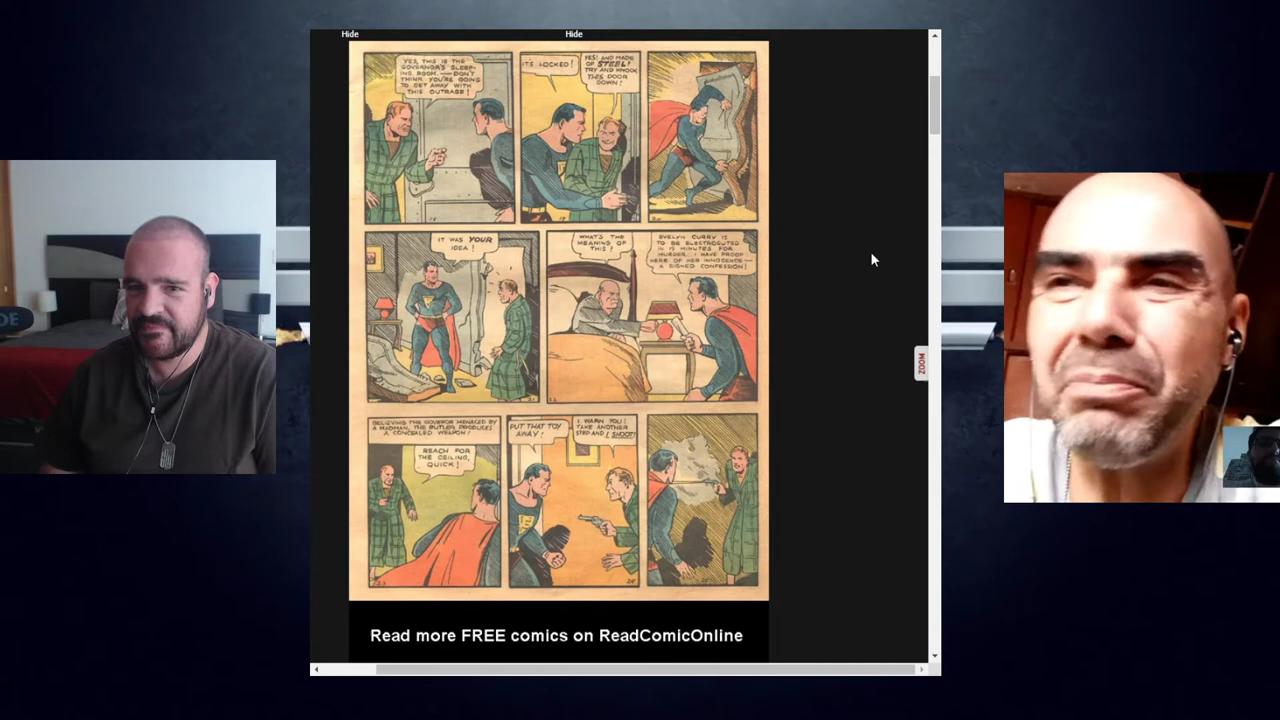 Hide
Hide
YES, THIS IS THE
GOVERNOR'S SLEEP-
ING ROOM. — DON'T
THINK YOU'RE GOING
TO GET AWAY WITH
THIS OUTRAGE!
IT'S LOCKED!
YES! AND MADE
OF STEEL!
TRY AND KNOCK
THIS DOOR
DOWN!
IT WAS YOUR
IDEA!
WHAT'S THE
MEANING OF
THIS?
EVELYN CURRY IS
TO BE ELECTROCUTED
IN 15 MINUTES FOR
MURDER. I HAVE PROOF
HERE OF HER INNOCENCE—
A SIGNED CONFESSION!
BELIEVING THE GOVERNOR MENACED BY
A MADMAN, THE BUTLER PRODUCES
A CONCEALED WEAPON!
REACH FOR
THE CEILING,
QUICK!
PUT THAT TOY
AWAY!
I WARN YOU!
TAKE ANOTHER
STEP AND I SHOOT!
ZOOM
Read more FREE comics on ReadComicOnline